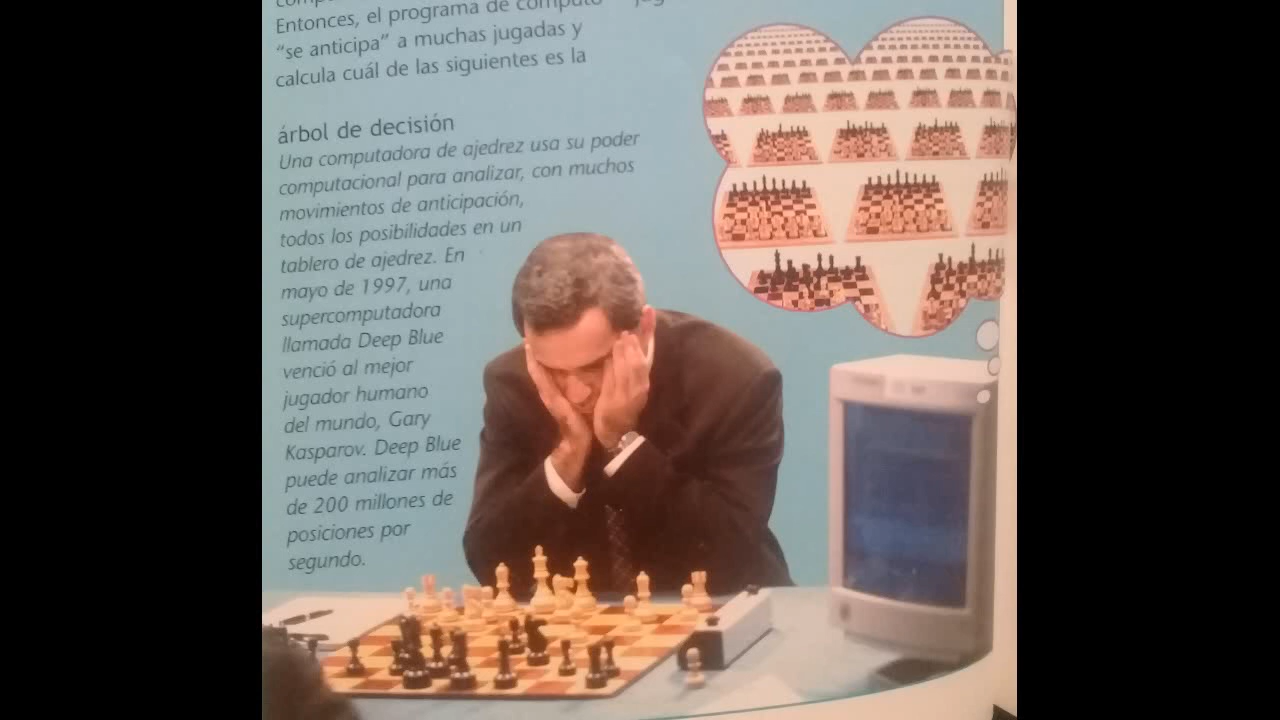 Entonces, el programa de cómputo
"se anticipa" a muchas jugadas y
calcula cuál de las siguientes es la
árbol de decisión
Una computadora de ajedrez usa su poder
computacional para analizar, con muchos
movimientos de anticipación,
todos los posibilidades en un
tablero de ajedrez. En
mayo de 1997, una
supercomputadora
llamada Deep Blue
venció al mejor
jugador humano
del mundo, Gary
Kasparov. Deep Blue
puede analizar más
de 200 millones de
posiciones por
segundo.